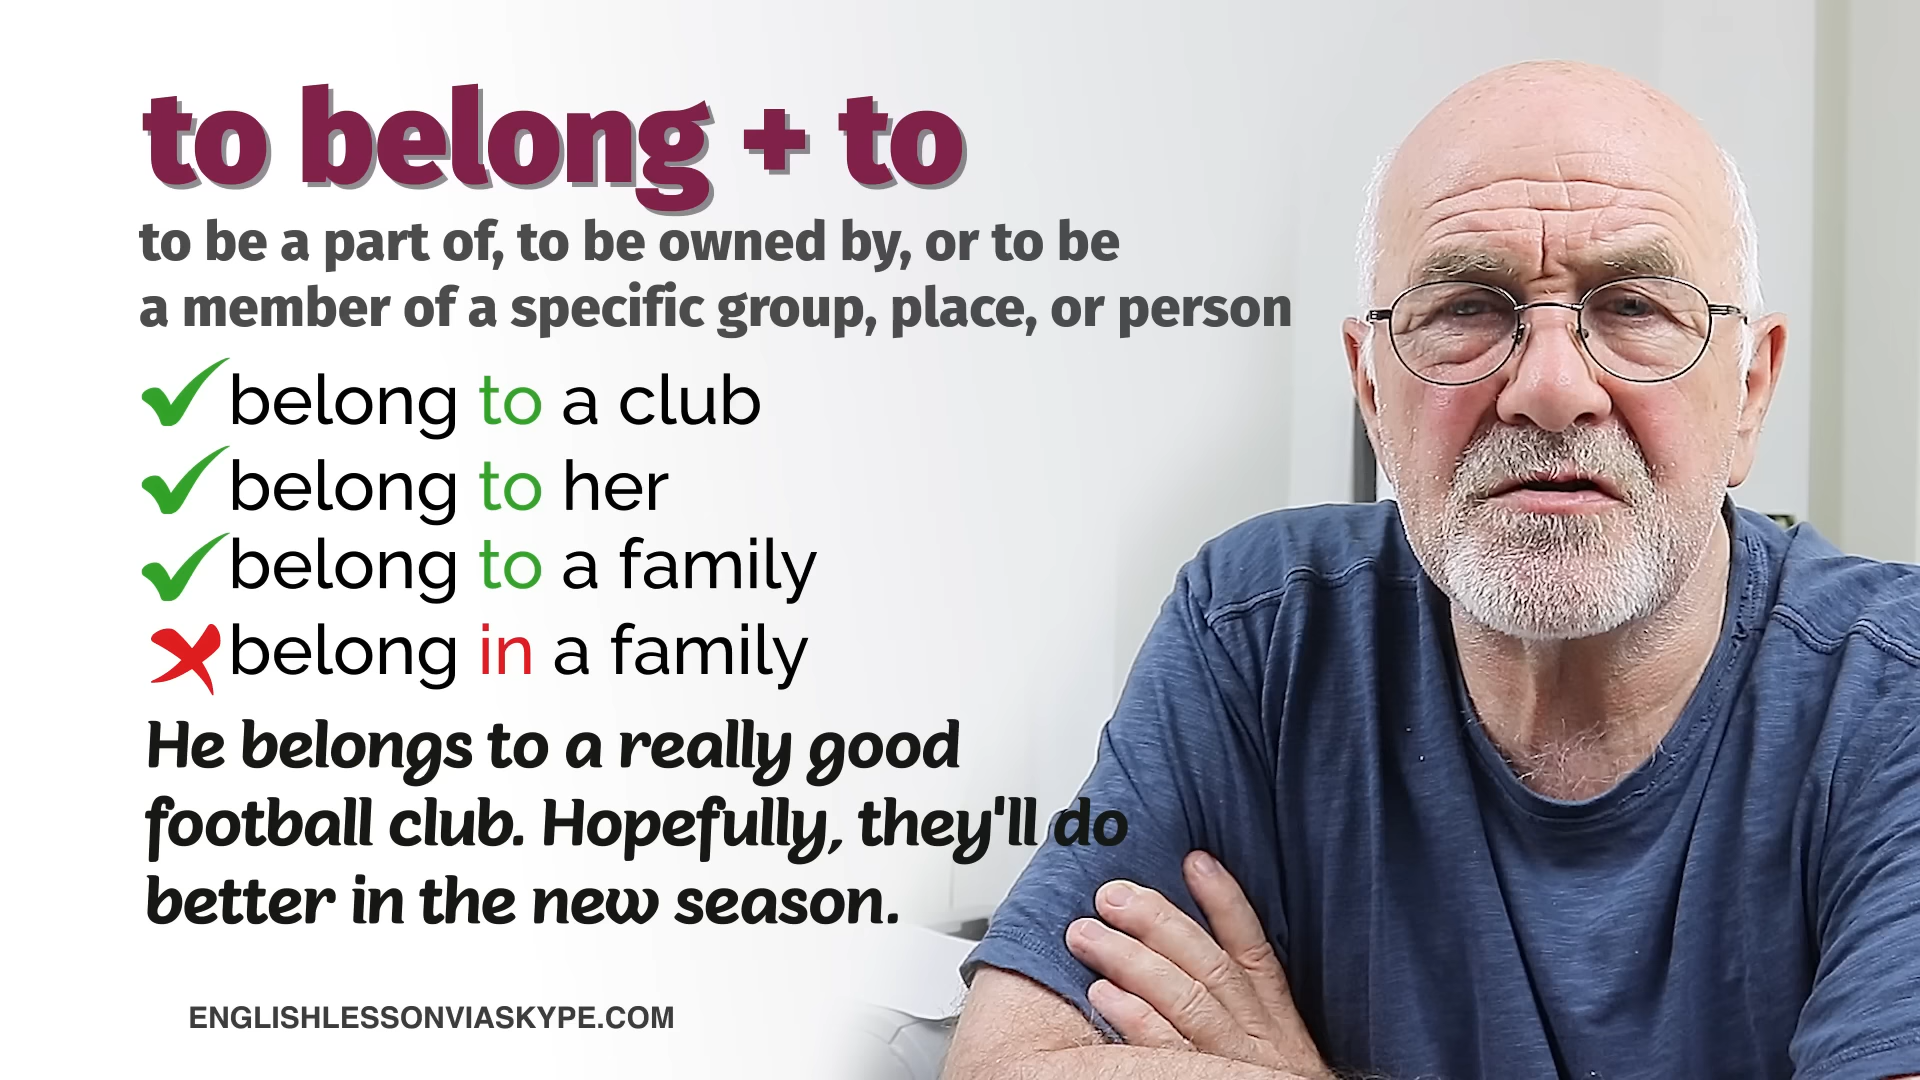 to belong + to
to be a part of, to be owned by, or to be
a member of a specific group, place, or person
belong to a club
belong to her
belong to a family
belong in a family
He belongs to a really good
football club. Hopefully, they'll do
better in the new season.
ENGLISHLESSONVIASKYPE.COM